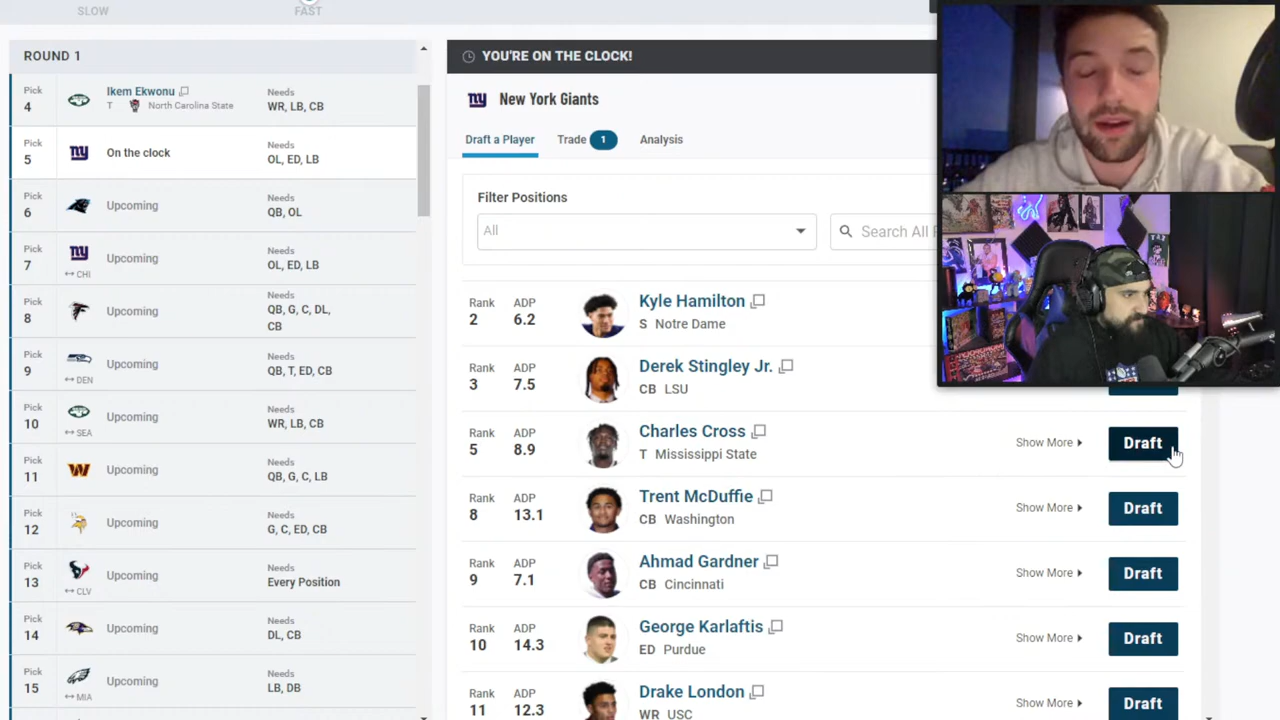 SLOW
FAST
ROUND 1
Pick 4
Ikem Ekwonu
T North Carolina State
Needs
WR, LB, CB
Pick 5
On the clock
Needs
OL, ED, LB
Pick 6
Upcoming
Needs
QB, OL
Pick 7
CHI
Upcoming
Needs
OL, ED, LB
Pick 8
Upcoming
Needs
QB, G, C, DL,
CB
Pick 9
DEN
Upcoming
Needs
QB, T, ED, CB
Pick 10
SEA
Upcoming
Needs
WR, LB, CB
Pick 11
Upcoming
Needs
QB, G, C, LB
Pick 12
Upcoming
Needs
G, C, ED, CB
Pick 13
CLV
Upcoming
Needs
Every Position
Pick 14
Upcoming
Needs
DL, CB
Pick 15
MIA
Upcoming
Needs
LB, DB
YOU'RE ON THE CLOCK!
New York Giants
Draft a Player
Trade 1
Analysis
Filter Positions
All
Search All
Rank 2
ADP 6.2
Kyle Hamilton
S Notre Dame
Rank 3
ADP 7.5
Derek Stingley Jr.
CB LSU
Rank 5
ADP 8.9
Charles Cross
T Mississippi State
Show More
Draft
Rank 8
ADP 13.1
Trent McDuffie
CB Washington
Show More
Draft
Rank 9
ADP 7.1
Ahmad Gardner
CB Cincinnati
Show More
Draft
Rank 10
ADP 14.3
George Karlaftis
ED Purdue
Show More
Draft
Rank 11
ADP 12.3
Drake London
WR USC
Show More
Draft